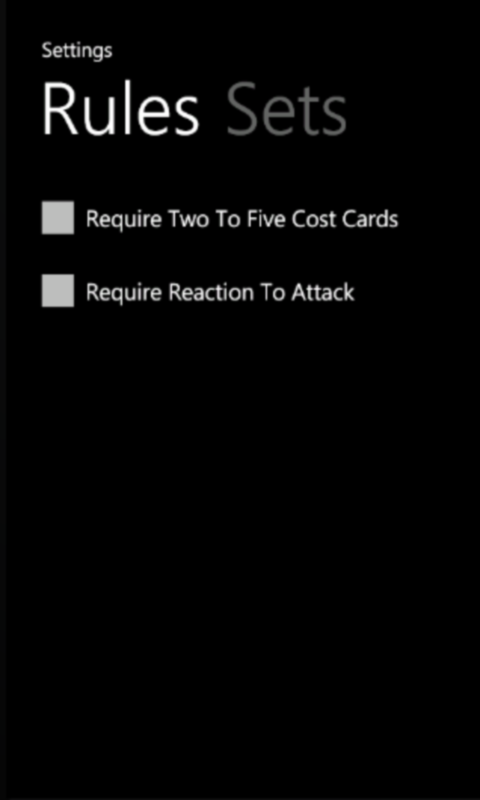 Settings
Rules Sets
Require Two To Five Cost Cards
Require Reaction To Attack